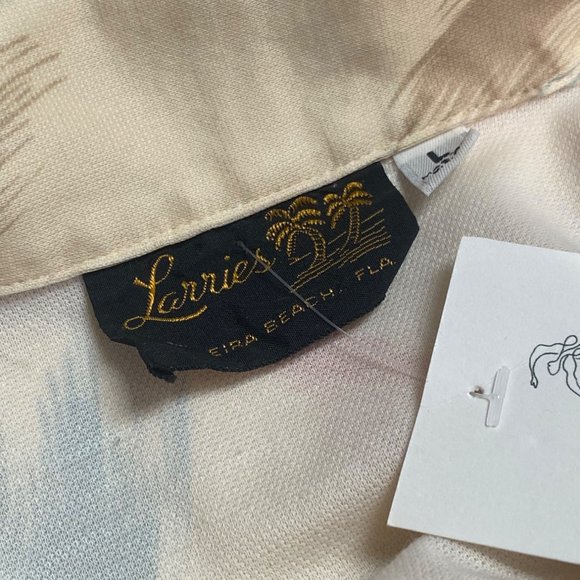 Larries
EIRA BEACH, FLA
L